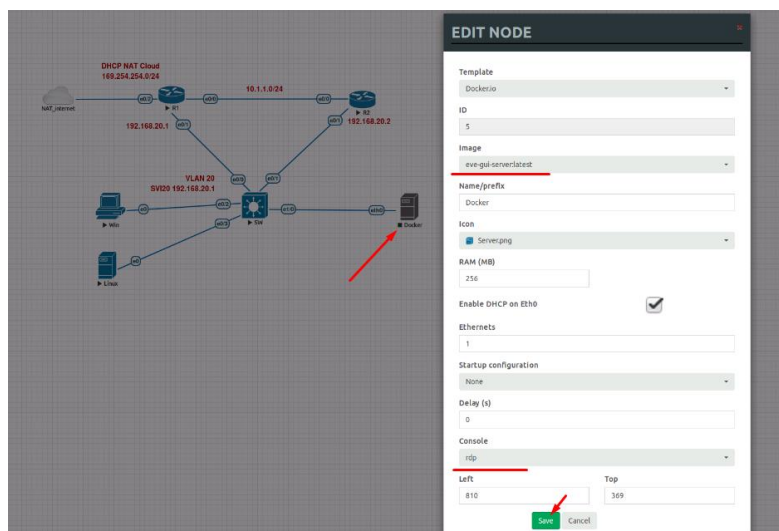 DHCP NAT Cloud
169.254.254.0/24
NAT_internet
e0/2
R1
e0/0
10.1.1.0/24
e0/0
R2
192.168.20.1
e0/1
e0/1
192.168.20.2
VLAN 20
SVI20 192.168.20.1
e0/0
e0/1
Win
e0
e0/2
SW
e1/0
eth0
Docker
e0/3
Linux
e0
EDIT NODE
Template
Docker.io
ID
5
Image
eve-gui-server:latest
Name/prefix
Docker
Icon
Server.png
RAM (MB)
256
Enable DHCP on Eth0
Ethernets
1
Startup configuration
None
Delay (s)
0
Console
rdp
Left
Top
810
369
Save
Cancel